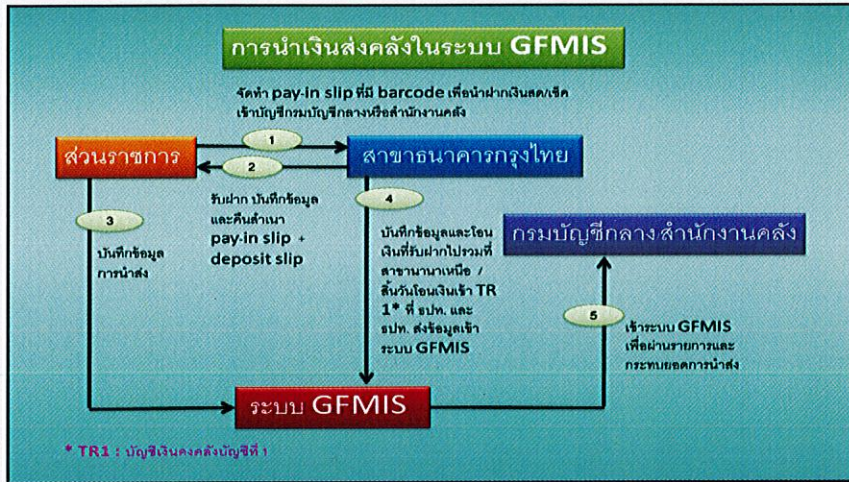 การนำเงินส่งคลังในระบบ GFMIS
จัดทำ pay-in slip ที่มี barcode เพื่อนำฝากเงินสด/เช็ค
เข้าบัญชีกรมบัญชีกลางหรือสำนักงานคลัง
ส่วนราชการ
1
2
สาขาธนาคารกรุงไทย
รับฝาก บันทึกข้อมูล
และคืนสำเนา
pay-in slip +
deposit slip
3
บันทึกข้อมูล
การนำส่ง
4
บันทึกข้อมูลและโอน
เงินที่รับฝากไปรวมที่
สาขานานาเหนือ /
สิ้นวันโอนเงินเข้า TR
1* ที่ ธปท. และ
ธปท. ส่งข้อมูลเข้า
ระบบ GFMIS
กรมบัญชีกลาง สำนักงานคลัง
5
เข้าระบบ GFMIS
เพื่อผ่านรายการและ
กระทบยอดการนำส่ง
ระบบ GFMIS
* TR1 : บัญชีเงินคงคลังบัญชีที่ 1